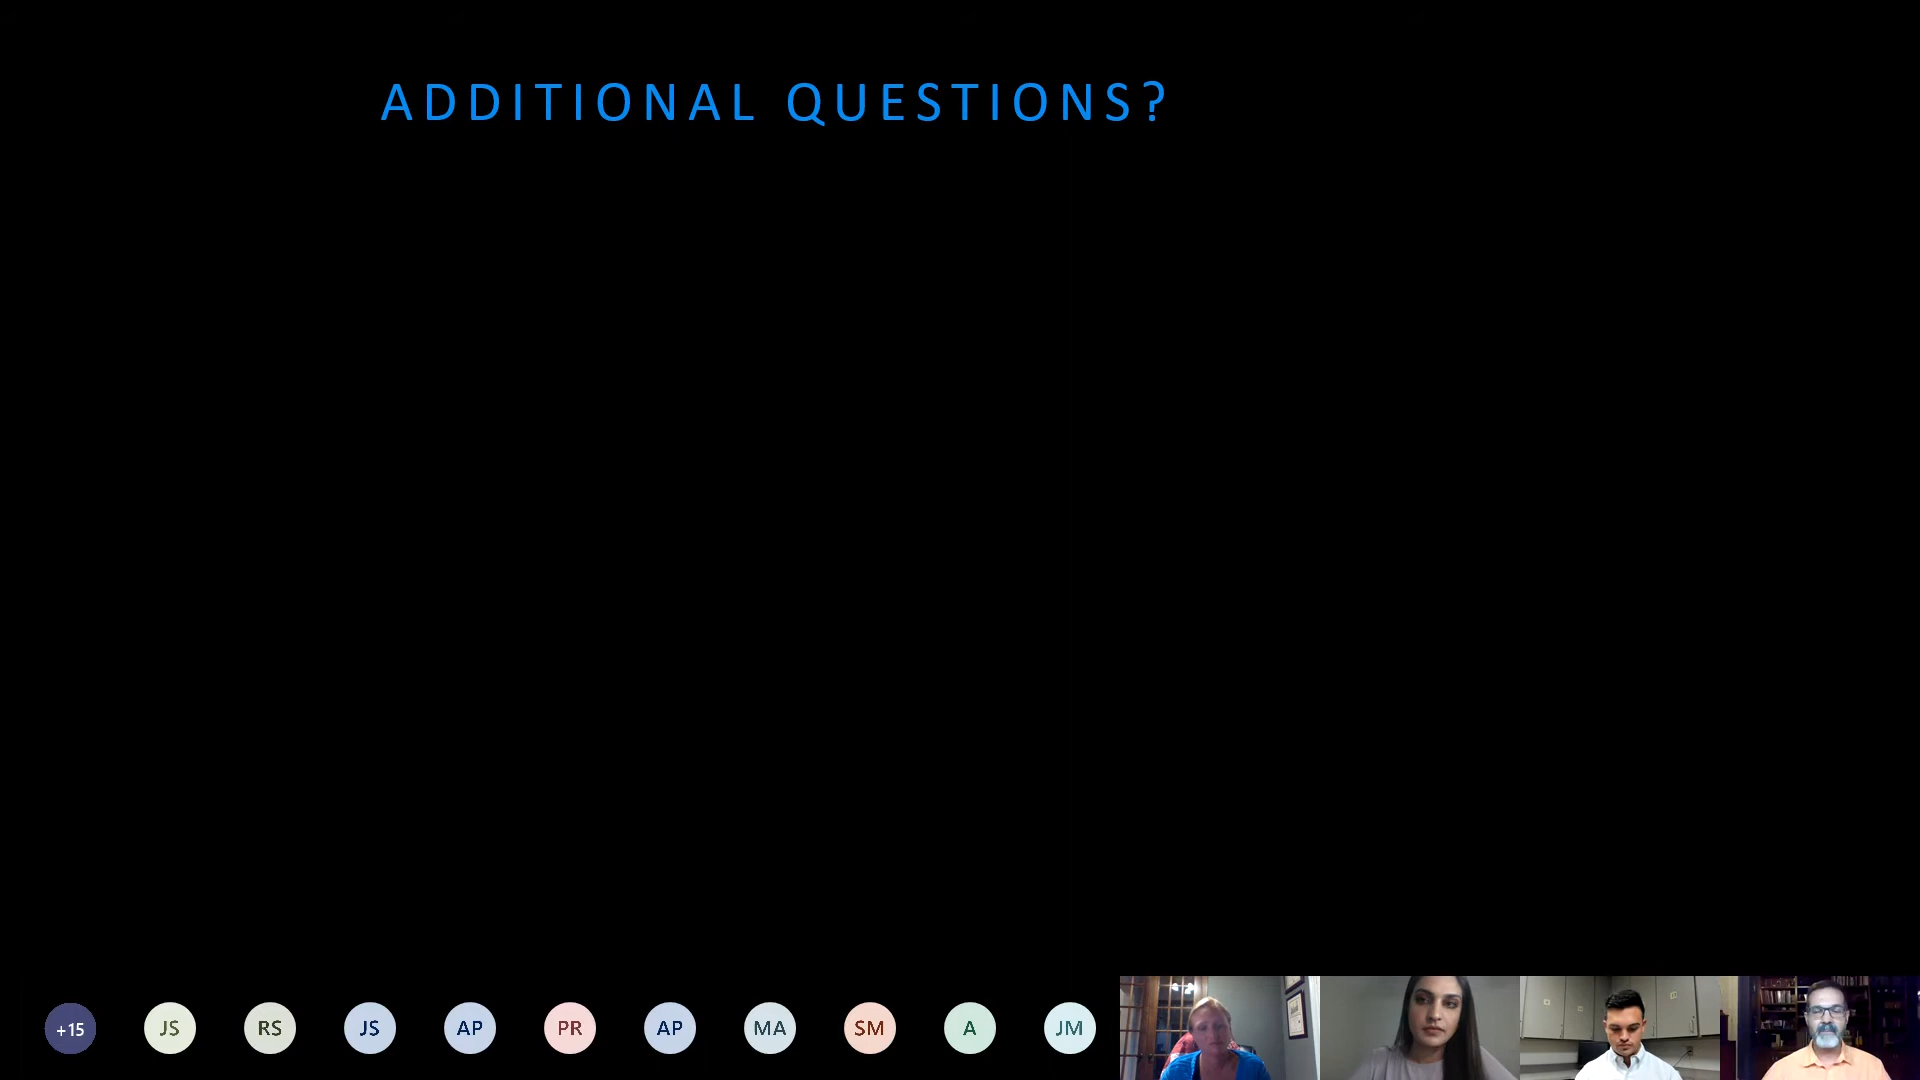 ADDITIONAL QUESTIONS?
+15 JS RS JS AP PR AP MA SM A JM